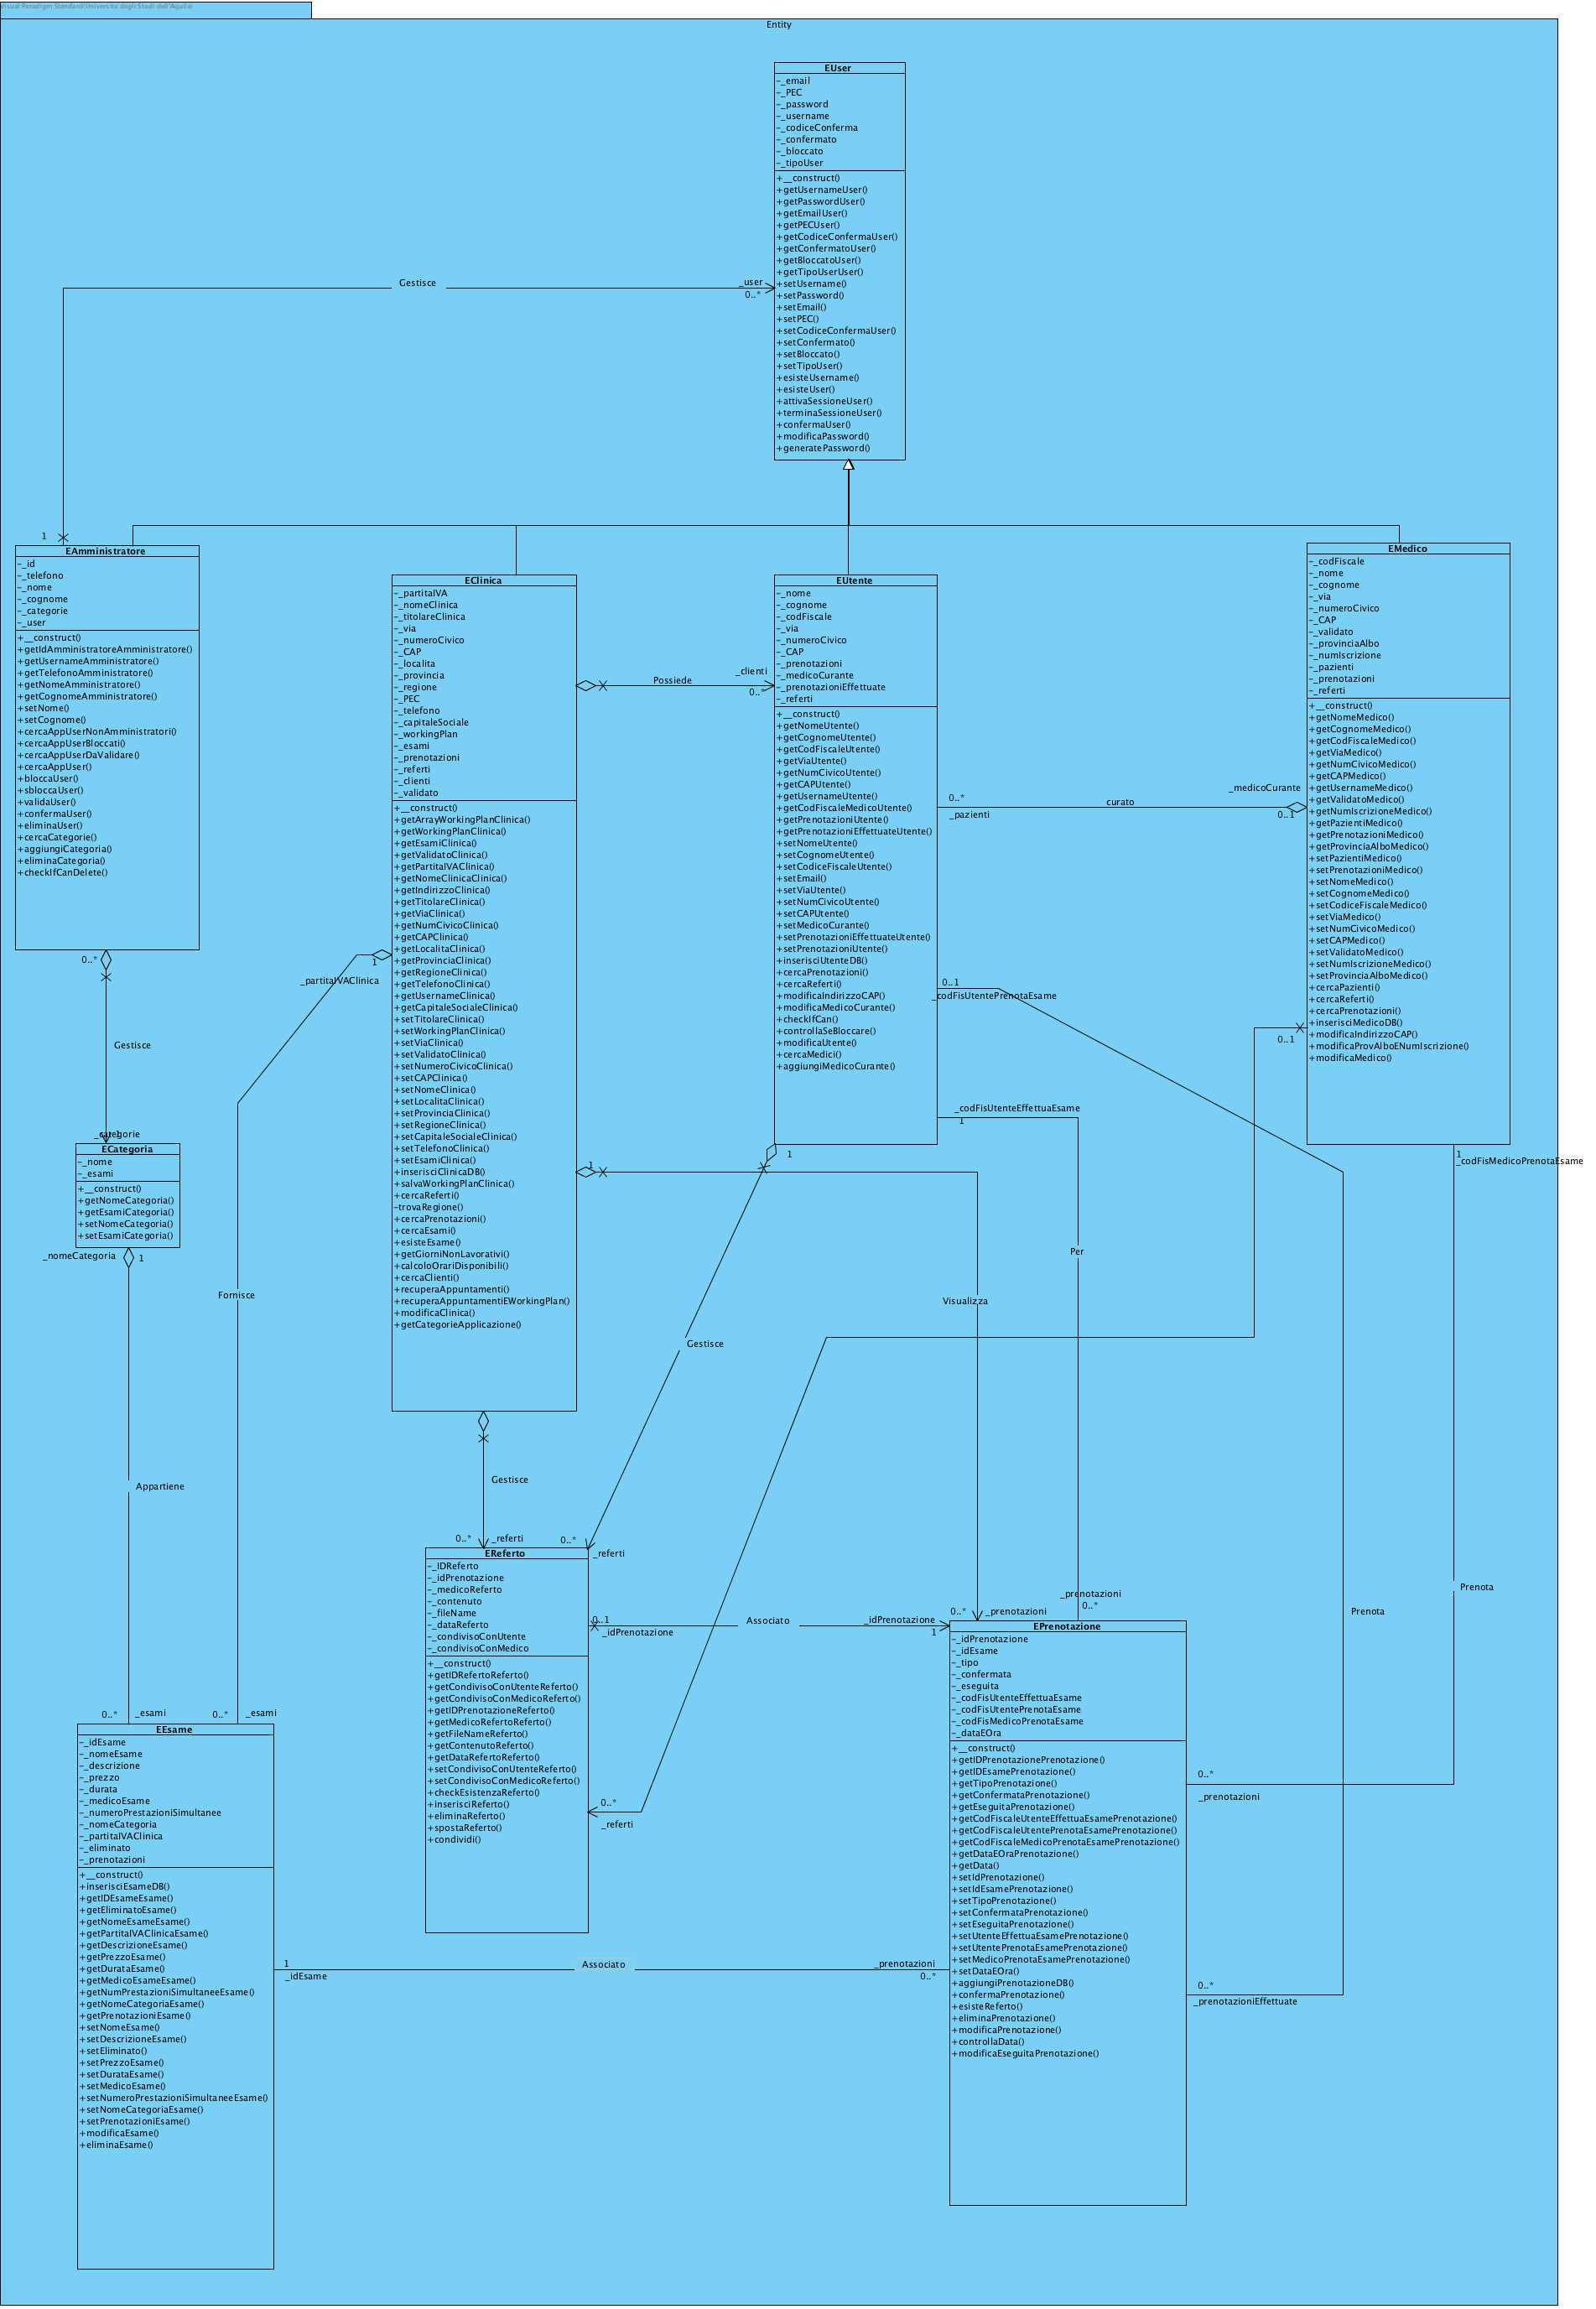 Visual Paradigm Standard(Universita degli Studi dell'Aquila)
Entity
EUser
-_email
-_PEC
-_password
-_username
-_codiceConferma
-_confermato
-_bloccato
-_tipoUser
+__construct()
+getUsernameUser()
+getPasswordUser()
+getEmailUser()
+getPECUser()
+getCodiceConfermaUser()
+getConfermatoUser()
+getBloccatoUser()
+getTipoUserUser()
+setUsername()
+setPassword()
+setEmail()
+setPEC()
+setCodiceConfermaUser()
+setConfermato()
+setBloccato()
+setTipoUser()
+esisteUsername()
+esisteUser()
+attivaSessioneUser()
+terminaSessioneUser()
+confermaUser()
+modificaPassword()
+generatePassword()
Gestisce
_user
0..*
1
EAmministratore
-_id
-_telefono
-_nome
-_cognome
-_categorie
-_user
+__construct()
+getIdAmministratoreAmministratore()
+getUsernameAmministratore()
+getTelefonoAmministratore()
+getNomeAmministratore()
+getCognomeAmministratore()
+setNome()
+setCognome()
+cercaAppUserNonAmministratori()
+cercaAppUserBloccati()
+cercaAppUserDaValidare()
+cercaAppUser()
+bloccaUser()
+sbloccaUser()
+validaUser()
+confermaUser()
+eliminaUser()
+cercaCategorie()
+aggiungiCategoria()
+eliminaCategoria()
+checkIfCanDelete()
0..*
Gestisce
_categorie
ECategoria
-_nome
-_esami
+__construct()
+getNomeCategoria()
+getEsamiCategoria()
+setNomeCategoria()
+setEsamiCategoria()
_nomeCategoria
1
Appartiene
0..*
_esami
EClinica
-_partitaIVA
-_nomeClinica
-_titolareClinica
-_via
-_numeroCivico
-_CAP
-_localita
-_provincia
-_regione
-_PEC
-_telefono
-_capitaleSociale
-_workingPlan
-_esami
-_prenotazioni
-_referti
-_clienti
-_validato
+__construct()
+getArrayWorkingPlanClinica()
+getWorkingPlanClinica()
+getEsamiClinica()
+getValidatoClinica()
+getPartitaIVAClinica()
+getNomeClinicaClinica()
+getIndirizzoClinica()
+getTitolareClinica()
+getViaClinica()
+getNumCivicoClinica()
+getCAPClinica()
+getLocalitaClinica()
+getProvinciaClinica()
+getRegioneClinica()
+getTelefonoClinica()
+getUsernameClinica()
+getCapitaleSocialeClinica()
+setTitolareClinica()
+setWorkingPlanClinica()
+setViaClinica()
+setValidatoClinica()
+setNumeroCivicoClinica()
+setCAPClinica()
+setNomeClinica()
+setLocalitaClinica()
+setProvinciaClinica()
+setRegioneClinica()
+setCapitaleSocialeClinica()
+setTelefonoClinica()
+setEsamiClinica()
+inserisciClinicaDB()
+salvaWorkingPlanClinica()
+cercaReferti()
-trovaRegione()
+cercaPrenotazioni()
+cercaEsami()
+esisteEsame()
+getGiorniNonLavorativi()
+calcoloOrariDisponibili()
+cercaClienti()
+recuperaAppuntamenti()
+recuperaAppuntamentiEWorkingPlan()
+modificaClinica()
+getCategorieApplicazione()
Possiede
_clienti
0..*
1
_partitaIVAClinica
Fornisce
0..*
_esami
EUtente
-_nome
-_cognome
-_codFiscale
-_via
-_numeroCivico
-_CAP
-_prenotazioni
-_medicoCurante
-_prenotazioniEffettuate
-_referti
+__construct()
+getNomeUtente()
+getCognomeUtente()
+getCodFiscaleUtente()
+getViaUtente()
+getNumCivicoUtente()
+getCAPUtente()
+getUsernameUtente()
+getCodFiscaleMedicoUtente()
+getPrenotazioniUtente()
+getPrenotazioniEffettuateUtente()
+setNomeUtente()
+setCognomeUtente()
+setCodiceFiscaleUtente()
+setEmail()
+setViaUtente()
+setNumCivicoUtente()
+setCAPUtente()
+setMedicoCurante()
+setPrenotazioniEffettuateUtente()
+setPrenotazioniUtente()
+inserisciUtenteDB()
+cercaPrenotazioni()
+cercaReferti()
+modificaIndirizzoCAP()
+modificaMedicoCurante()
+checkIfCan()
+controllaSeBloccare()
+modificaUtente()
+cercaMedici()
+aggiungiMedicoCurante()
0..*
_pazienti
curato
_medicoCurante
0..1
EMedico
-_codFiscale
-_nome
-_cognome
-_via
-_numeroCivico
-_CAP
-_validato
-_provinciaAlbo
-_numIscrizione
-_pazienti
-_prenotazioni
-_referti
+__construct()
+getNomeMedico()
+getCognomeMedico()
+getCodFiscaleMedico()
+getViaMedico()
+getNumCivicoMedico()
+getCAPMedico()
+getUsernameMedico()
+getValidatoMedico()
+getNumIscrizioneMedico()
+getPazientiMedico()
+getPrenotazioniMedico()
+getProvinciaAlboMedico()
+setPazientiMedico()
+setPrenotazioniMedico()
+setNomeMedico()
+setCognomeMedico()
+setCodiceFiscaleMedico()
+setViaMedico()
+setNumCivicoMedico()
+setCAPMedico()
+setValidatoMedico()
+setNumIscrizioneMedico()
+setProvinciaAlboMedico()
+cercaPazienti()
+cercaReferti()
+cercaPrenotazioni()
+inserisciMedicoDB()
+modificaIndirizzoCAP()
+modificaProvAlboENumIscrizione()
+modificaMedico()
0..1
_codFisUtentePrenotaEsame
0..1
_codFisUtenteEffettuaEsame
1
1
1
1
_codFisMedicoPrenotaEsame
Gestisce
Per
Visualizza
Gestisce
Prenota
Prenota
0..*
_referti
0..*
_referti
EReferto
-_IDReferto
-_idPrenotazione
-_medicoReferto
-_contenuto
-_fileName
-_dataReferto
-_condivisoConUtente
-_condivisoConMedico
+__construct()
+getIDRefertoReferto()
+getCondivisoConUtenteReferto()
+getCondivisoConMedicoReferto()
+getIDPrenotazioneReferto()
+getMedicoRefertoReferto()
+getFileNameReferto()
+getContenutoReferto()
+getDataRefertoReferto()
+setCondivisoConUtenteReferto()
+setCondivisoConMedicoReferto()
+checkEsistenzaReferto()
+inserisciReferto()
+eliminaReferto()
+spostaReferto()
+condividi()
0..1
_idPrenotazione
Associato
_idPrenotazione
1
0..*
_referti
0..*
_prenotazioni
_prenotazioni
0..*
EPrenotazione
-_idPrenotazione
-_idEsame
-_tipo
-_confermata
-_eseguita
-_codFisUtenteEffettuaEsame
-_codFisUtentePrenotaEsame
-_codFisMedicoPrenotaEsame
-_dataEOra
+__construct()
+getIDPrenotazionePrenotazione()
+getIDEsamePrenotazione()
+getTipoPrenotazione()
+getConfermataPrenotazione()
+getEseguitaPrenotazione()
+getCodFiscaleUtenteEffettuaEsamePrenotazione()
+getCodFiscaleUtentePrenotaEsamePrenotazione()
+getCodFiscaleMedicoPrenotaEsamePrenotazione()
+getDataEOraPrenotazione()
+getData()
+setIdPrenotazione()
+setIdEsamePrenotazione()
+setTipoPrenotazione()
+setConfermataPrenotazione()
+setEseguitaPrenotazione()
+setUtenteEffettuaEsamePrenotazione()
+setUtentePrenotaEsamePrenotazione()
+setMedicoPrenotaEsamePrenotazione()
+setDataEOra()
+aggiungiPrenotazioneDB()
+confermaPrenotazione()
+esisteReferto()
+eliminaPrenotazione()
+modificaPrenotazione()
+controllaData()
+modificaEseguitaPrenotazione()
0..*
_prenotazioni
0..*
_prenotazioniEffettuate
EEsame
-_idEsame
-_nomeEsame
-_descrizione
-_prezzo
-_durata
-_medicoEsame
-_numeroPrestazioniSimultanee
-_nomeCategoria
-_partitaIVAClinica
-_eliminato
-_prenotazioni
+__construct()
+inserisciEsameDB()
+getIDEsameEsame()
+getEliminatoEsame()
+getNomeEsameEsame()
+getPartitaIVAClinicaEsame()
+getDescrizioneEsame()
+getPrezzoEsame()
+getDurataEsame()
+getMedicoEsameEsame()
+getNumPrestazioniSimultaneeEsame()
+getNomeCategoriaEsame()
+getPrenotazioniEsame()
+setNomeEsame()
+setDescrizioneEsame()
+setEliminato()
+setPrezzoEsame()
+setDurataEsame()
+setMedicoEsame()
+setNumeroPrestazioniSimultaneeEsame()
+setNomeCategoriaEsame()
+setPrenotazioniEsame()
+modificaEsame()
+eliminaEsame()
1
_idEsame
Associato
_prenotazioni
0..*